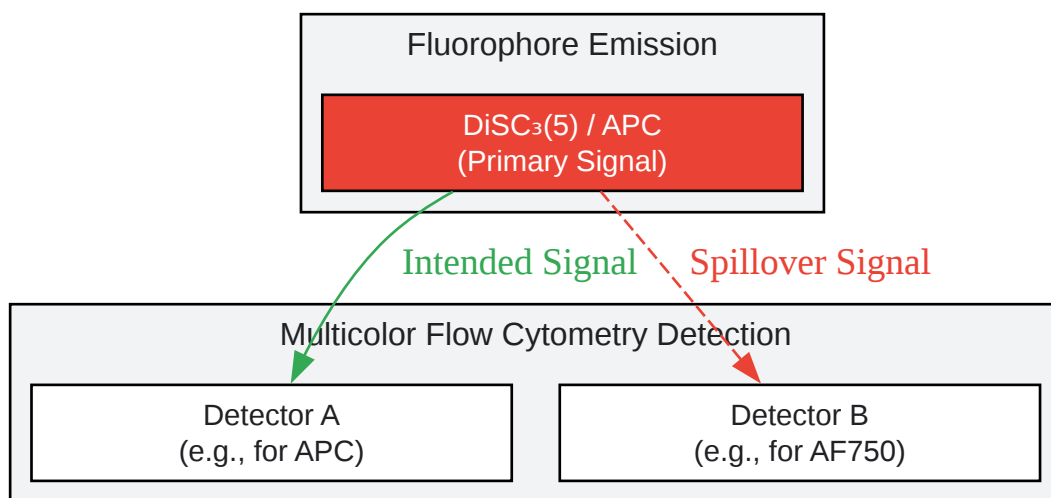 Fluorophore Emission
DiSC₃(5) / APC
(Primary Signal)
Intended Signal
Spillover Signal
Multicolor Flow Cytometry Detection
Detector A
(e.g., for APC)
Detector B
(e.g., for AF750)